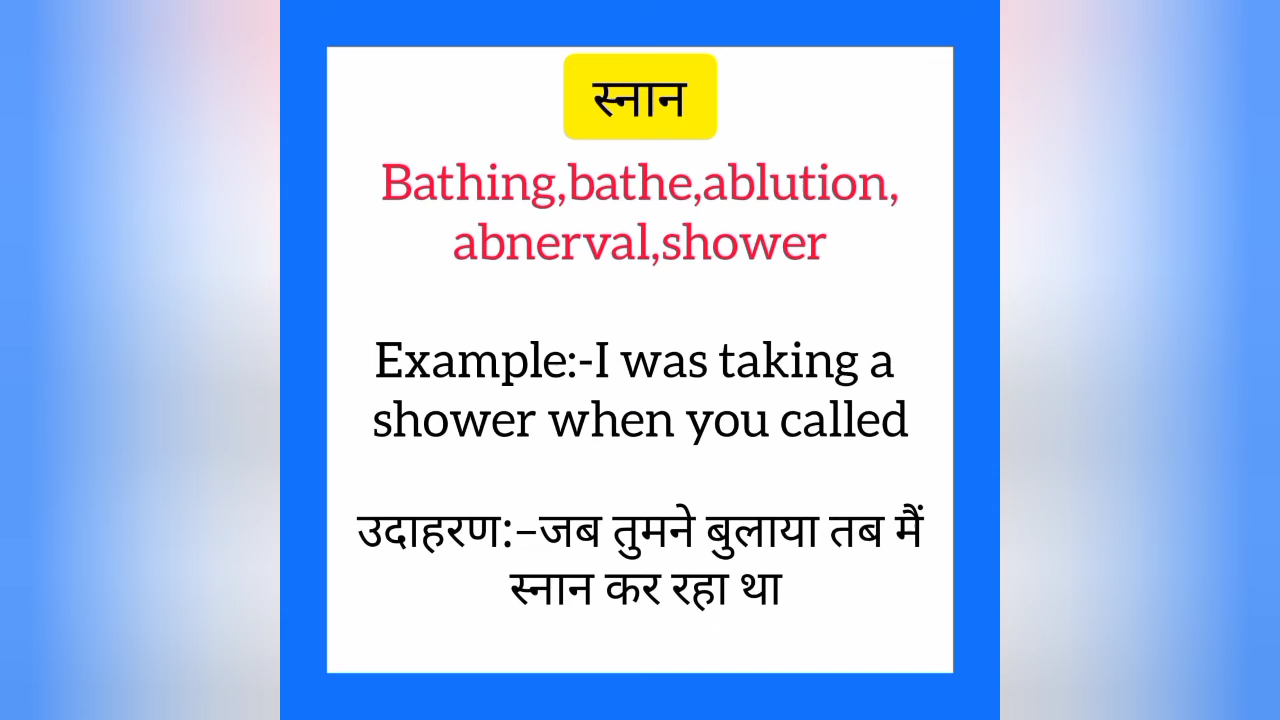 स्नान
Bathing,bathe,ablution,
abnerval,shower
Example:-I was taking a
shower when you called
उदाहरण:–जब तुमने बुलाया तब मैं
स्नान कर रहा था